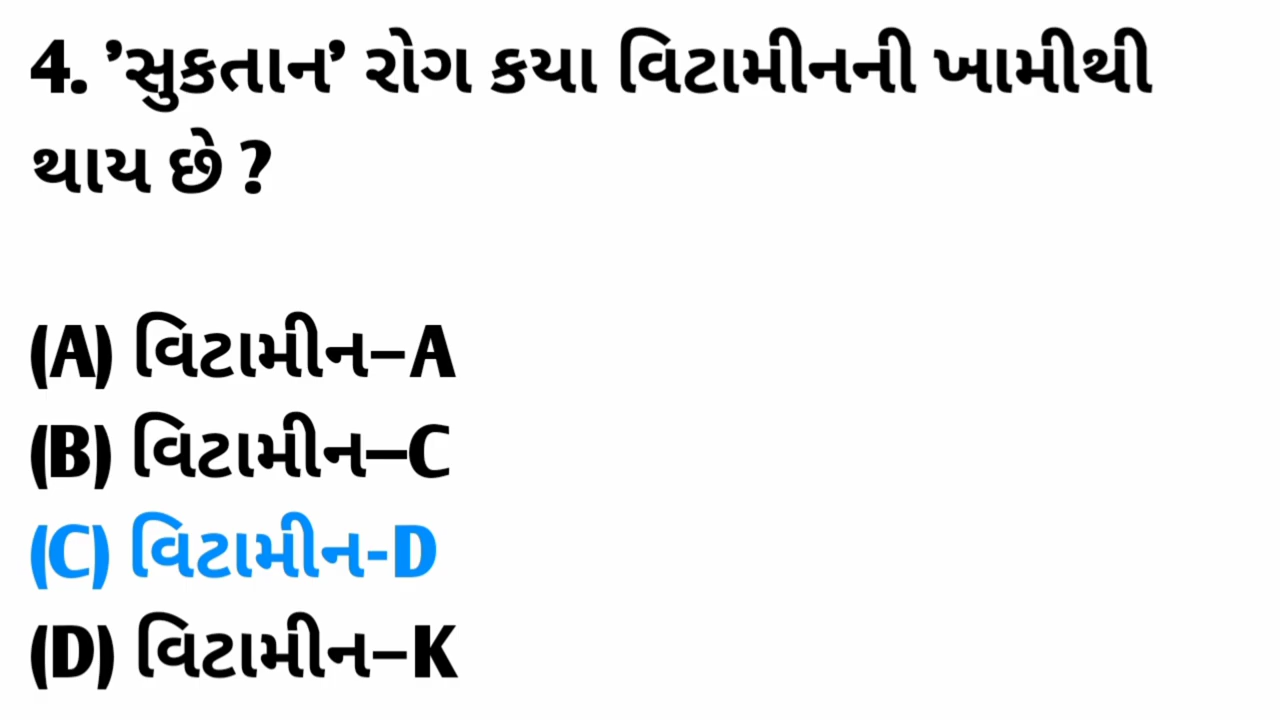 4. ’સુકતાન’ રોગ કયા વિટામીનની ખામીથી
થાય છે ?
(A) વિટામીન–A
(B) વિટામીન–C
(C) વિટામીન-D
(D) વિટામીન–K